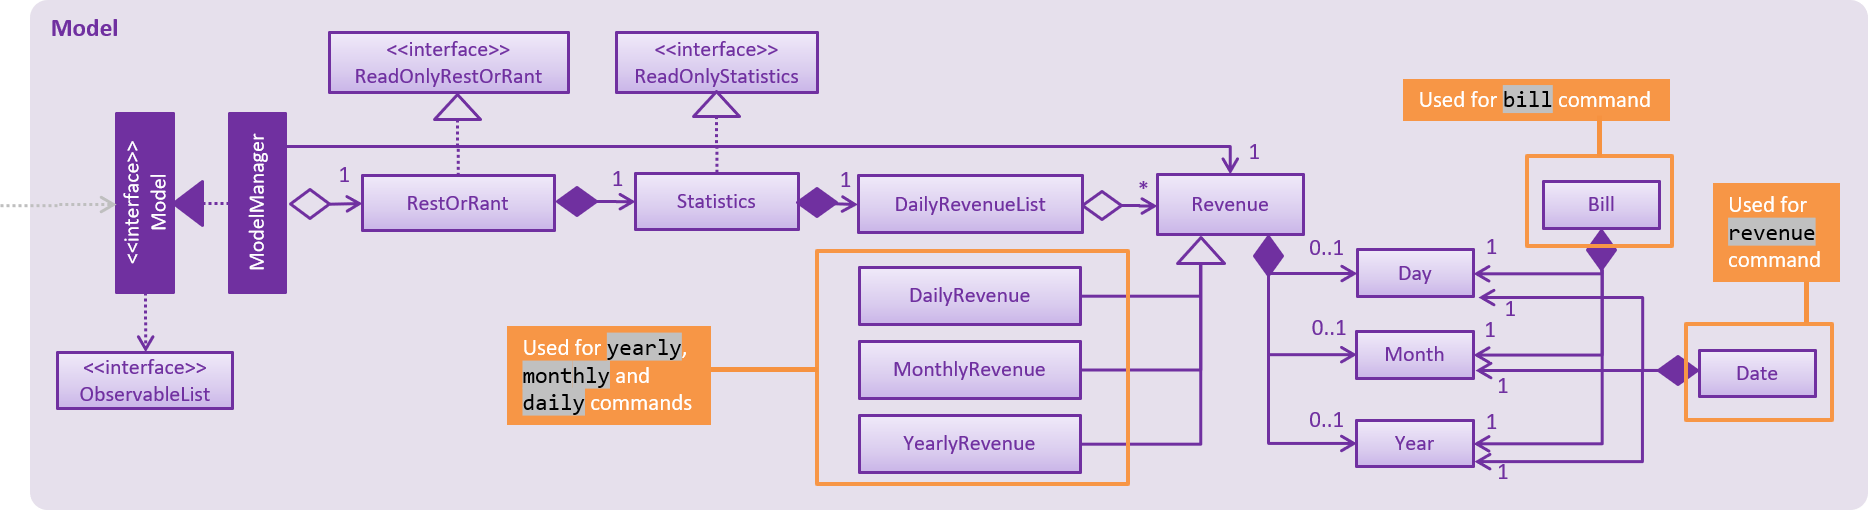 Model
<<interface>>
ReadOnlyRestOrRant
<<interface>>
ReadOnlyStatistics
Used for bill command
<<interface>>
Model
ModelManager
1
RestOrRant
1
Statistics
1
DailyRevenueList
*
1
Revenue
Bill
Used for
revenue
command
DailyRevenue
MonthlyRevenue
YearlyRevenue
Used for yearly,
monthly and
daily commands
0..1
Day
1
1
0..1
Month
1
1
0..1
Year
1
1
Date
<<interface>>
ObservableList